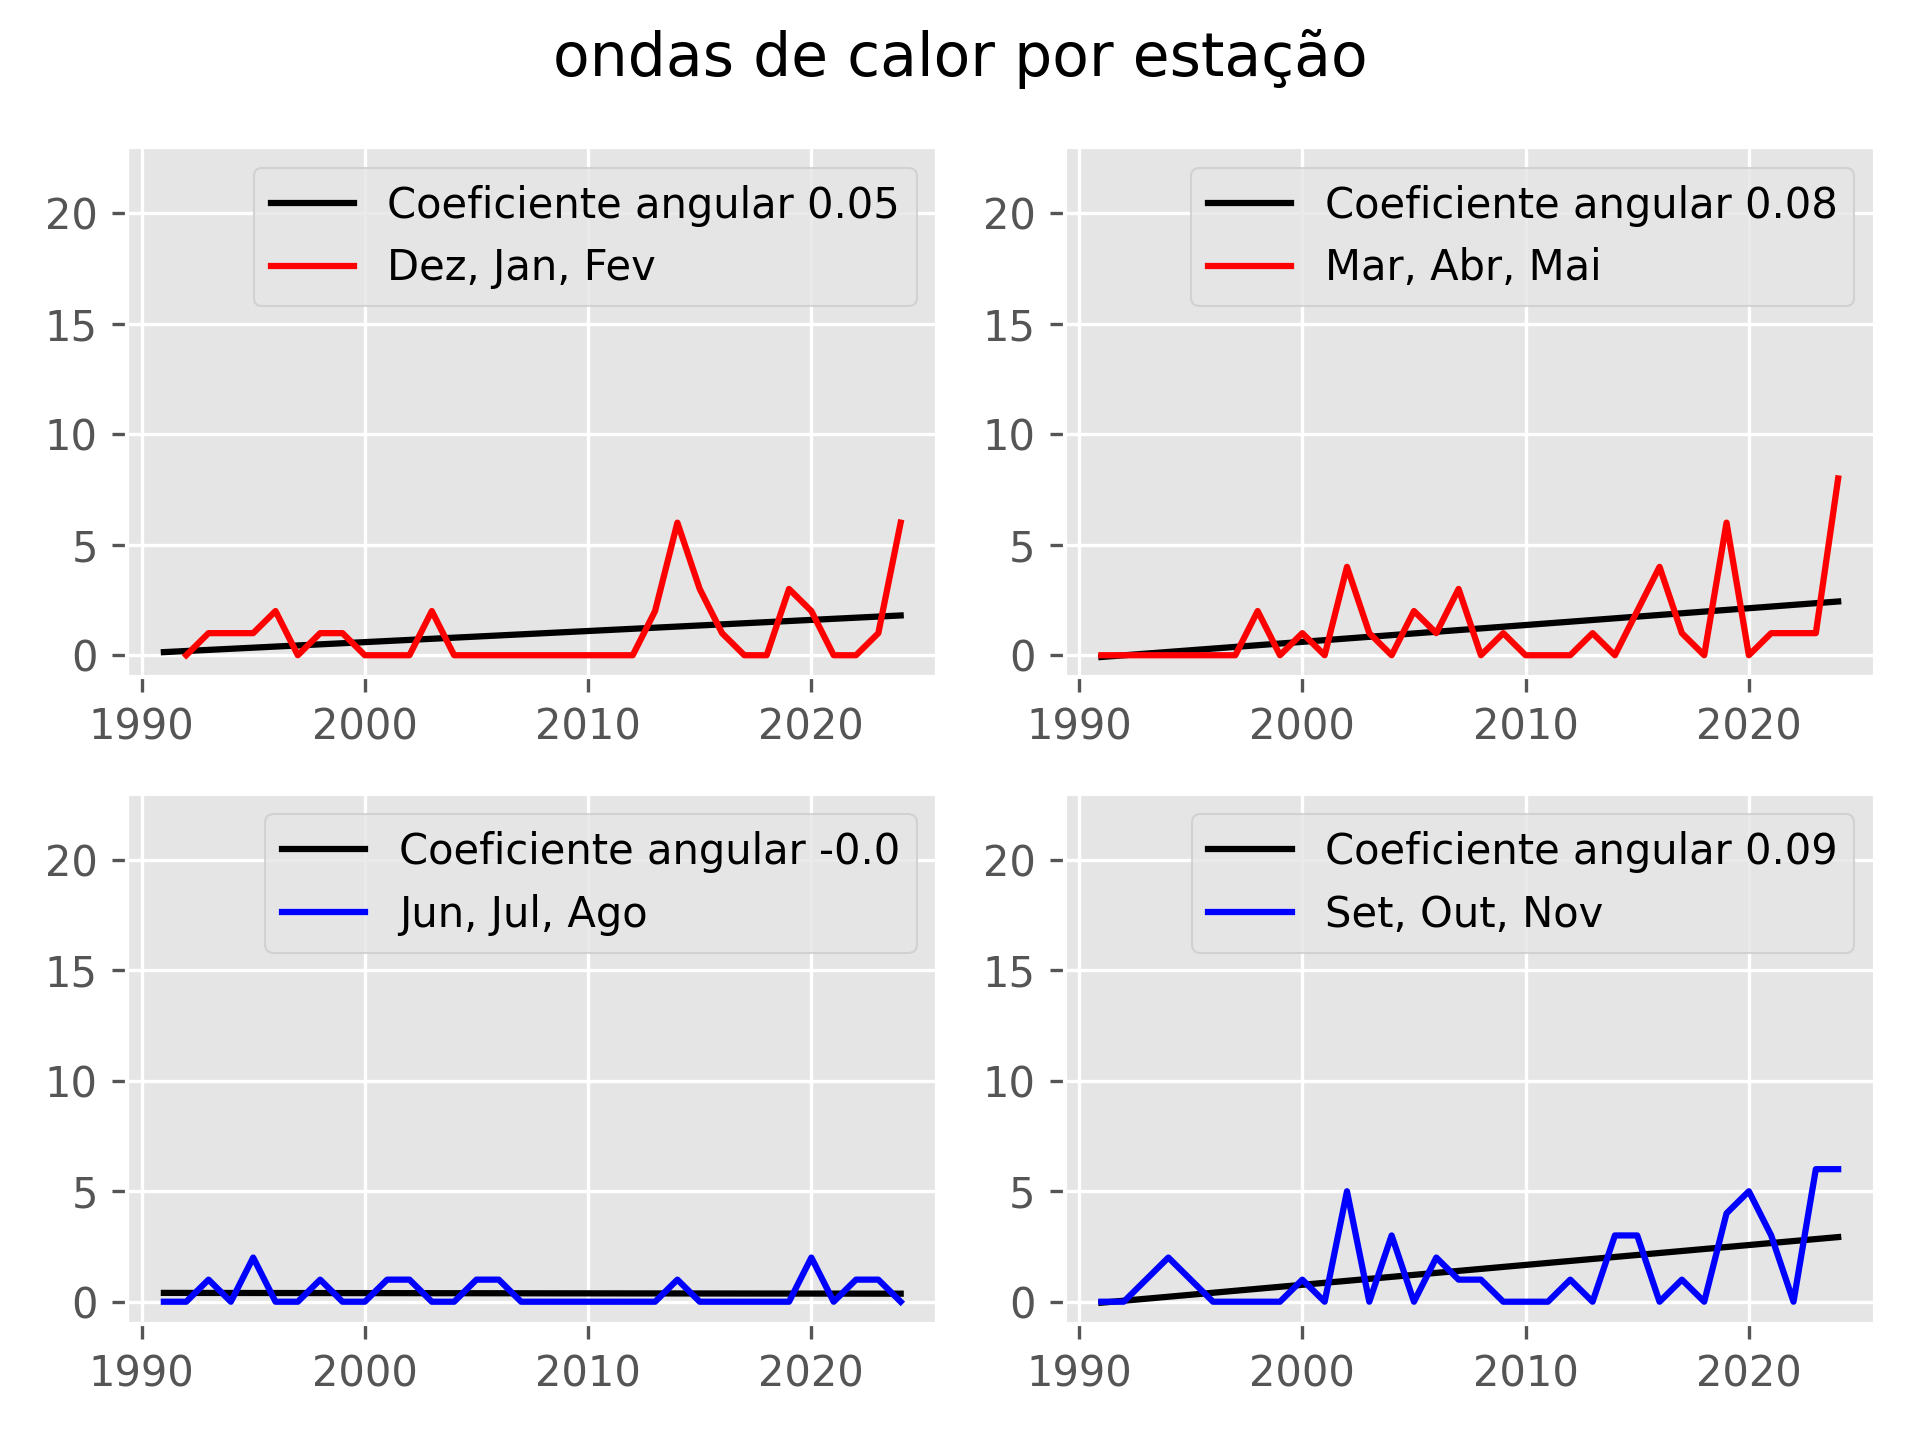 ondas de calor por estação
Coeficiente angular 0.05
Dez, Jan, Fev
20
15
10
5
0
1990 2000 2010 2020
Coeficiente angular 0.08
Mar, Abr, Mai
20
15
10
5
0
1990 2000 2010 2020
Coeficiente angular -0.0
Jun, Jul, Ago
20
15
10
5
0
1990 2000 2010 2020
Coeficiente angular 0.09
Set, Out, Nov
20
15
10
5
0
1990 2000 2010 2020